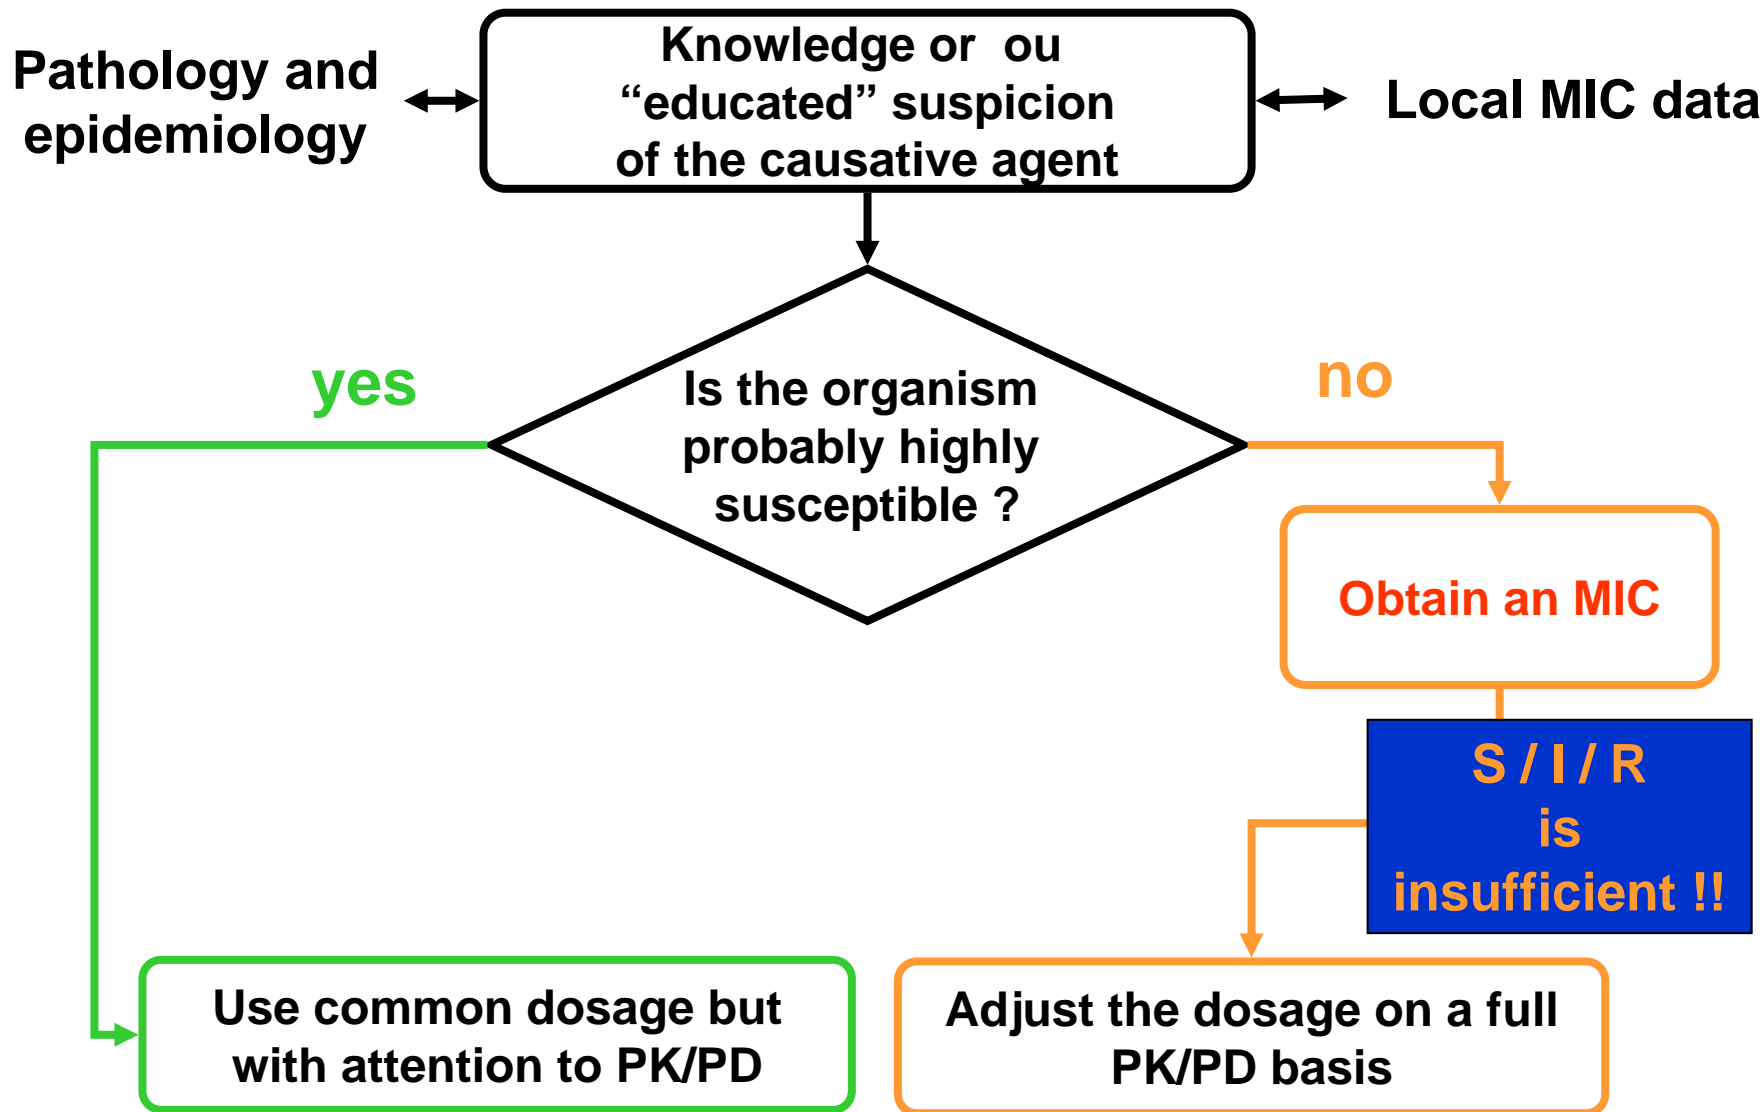 Pathology and
epidemiology
Knowledge or ou
“educated” suspicion
of the causative agent
Local MIC data
yes
Is the organism
probably highly
susceptible ?
no
Obtain an MIC
S / I / R
is
insufficient !!
Use common dosage but
with attention to PK/PD
Adjust the dosage on a full
PK/PD basis